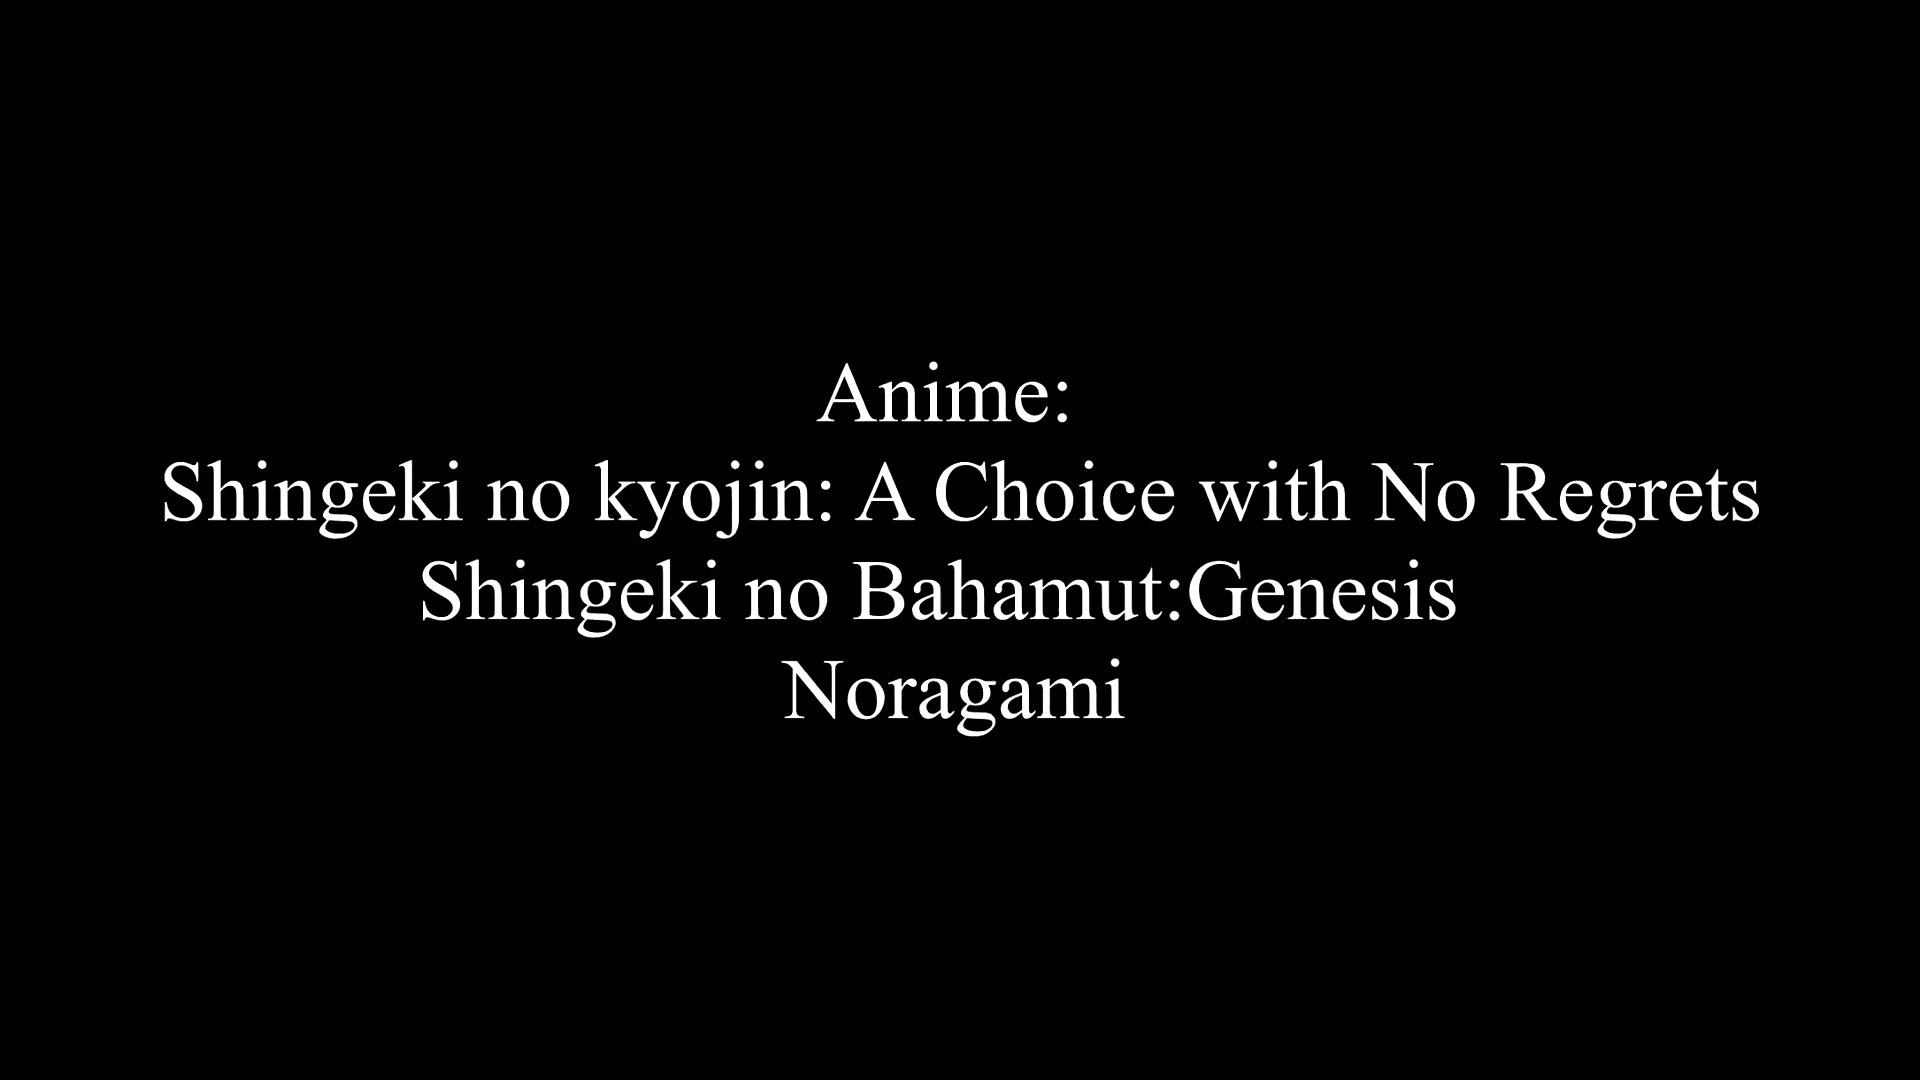 Anime:
Shingeki no kyojin: A Choice with No Regrets
Shingeki no Bahamut:Genesis
Noragami